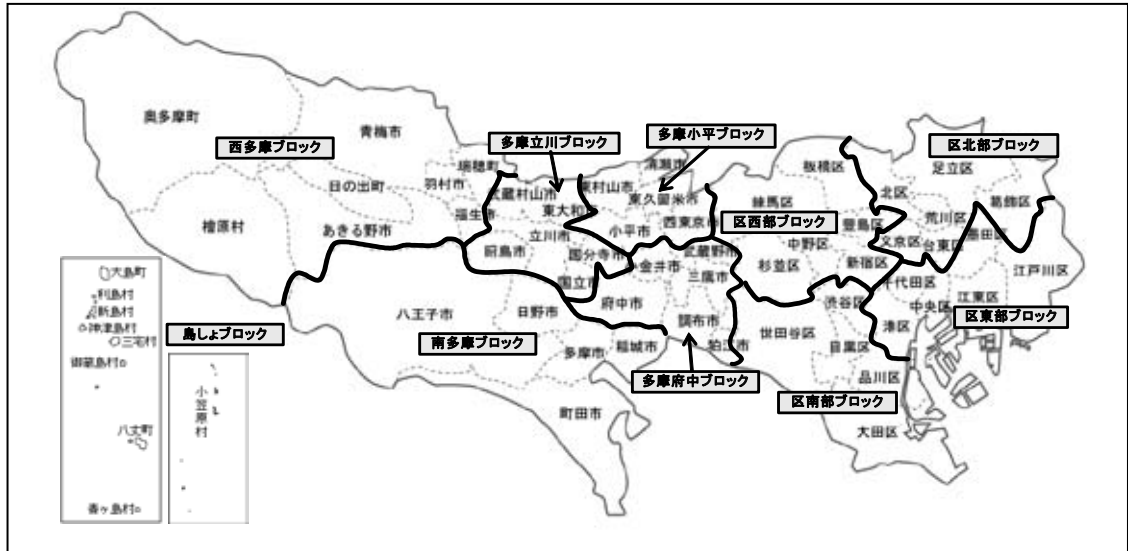 奥多摩町
青梅市
西多摩ブロック
日の出町
檜原村
あきる野市
瑞穂町
羽村市
福生市
多摩立川ブロック
武蔵村山市
東大和市
立川市
昭島市
国分寺市
国立市
多摩小平ブロック
清瀬市
東村山市
東久留米市
小平市
西東京市
武蔵野市
三鷹市
府中市
調布市
狛江市
多摩府中ブロック
八王子市
日野市
南多摩ブロック
多摩市
稲城市
町田市
板橋区
練馬区
区西部ブロック
豊島区
中野区
新宿区
杉並区
区北部ブロック
足立区
北区
葛飾区
荒川区
文京区
台東区
墨田区
江戸川区
千代田区
中央区
江東区
港区
区東部ブロック
渋谷区
世田谷区
目黒区
品川区
区南部ブロック
大田区
島しょブロック
大島町
利島村
新島村
神津島村
三宅村
御蔵島村
八丈町
青ヶ島村
小笠原村